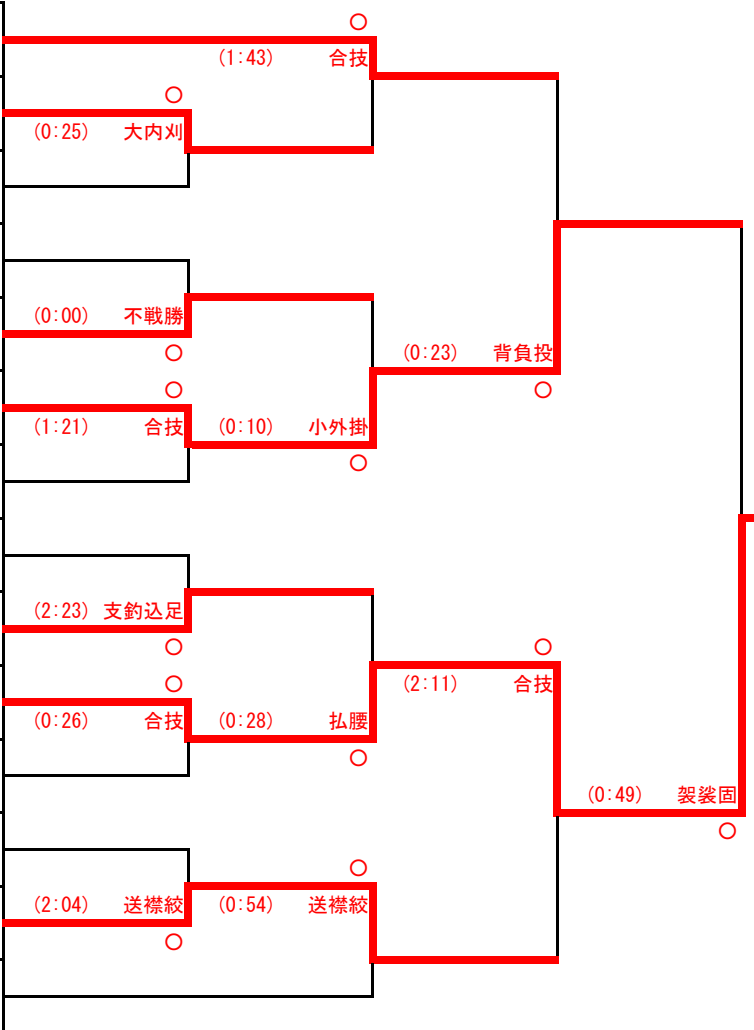 ○
(1:43) 合技
○
(0:25) 大内刈
(0:00) 不戦勝
○
(0:23) 背負投
○
○
(1:21) 合技
(0:10) 小外掛
○
(2:23) 支釣込足
○
○
(2:11) 合技
○
(0:26) 合技
(0:28) 払腰
○
(0:49) 袈裟固
○
○
(2:04) 送襟絞
(0:54) 送襟絞
○